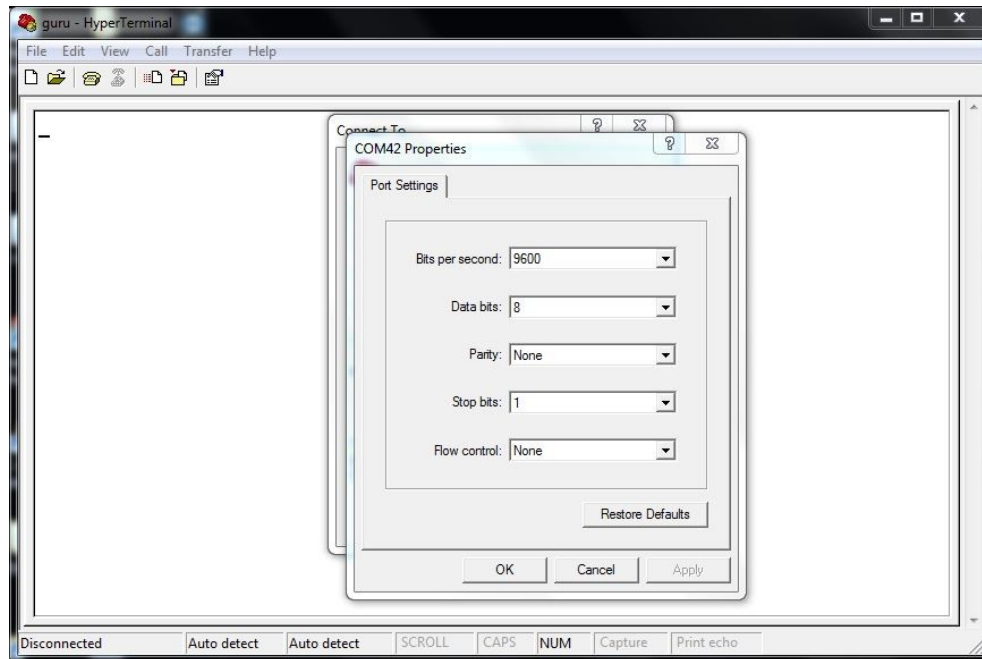 guru - HyperTerminal
File Edit View Call Transfer Help
Connect To
COM42 Properties
Port Settings
Bits per second: 9600
Data bits: 8
Parity: None
Stop bits: 1
Flow control: None
Restore Defaults
OK Cancel Apply
Disconnected Auto detect Auto detect SCROLL CAPS NUM Capture Print echo